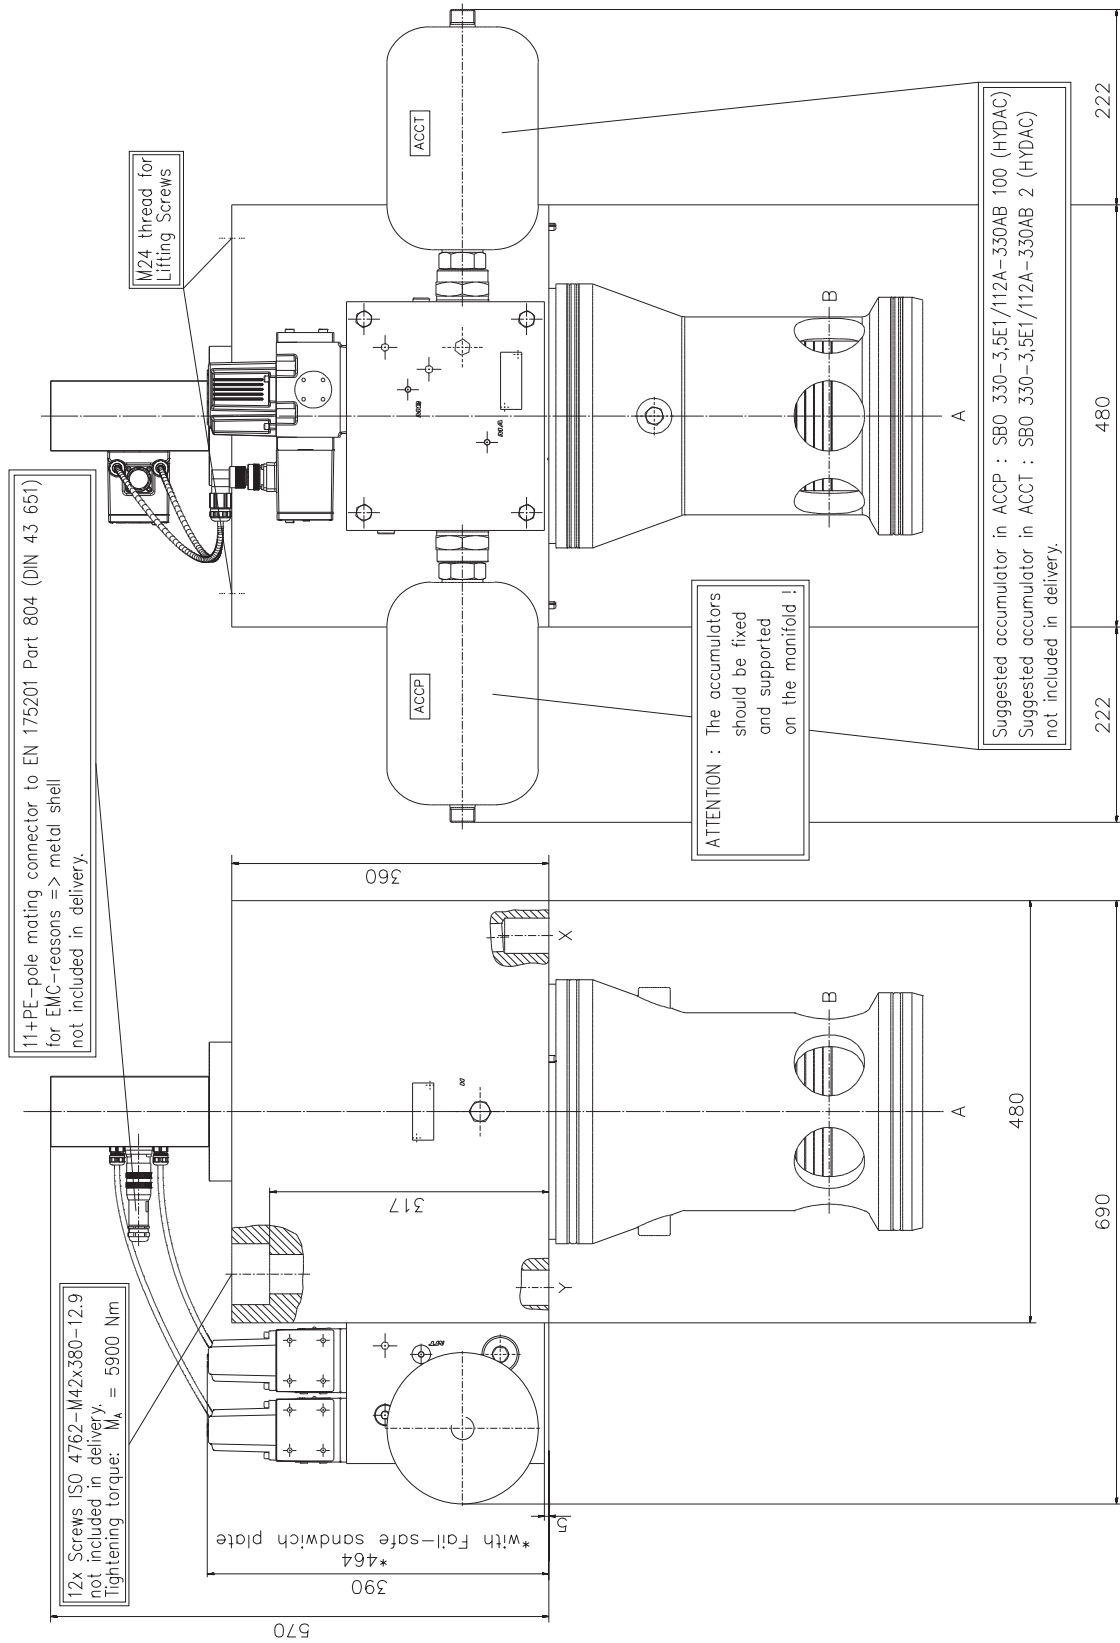 11+PE-pole mating connector to EN 175201 Part 804 (DIN 43 651)
for EMC-reasons => metal shell
not included in delivery.
M24 thread for
Lifting Screws
12x Screws ISO 4762-M42x380-12.9
not included in delivery.
Tightening torque: MA = 5900 Nm
570
390
*464
*with Fail-safe sandwich plate
5
317
360
Y
X
B
A
480
690
ACCP
ACCT
B
A
ATTENTION : The accumulators
should be fixed
and supported
on the manifold !
Suggested accumulator in ACCP : SBO 330-3,5E1/112A-330AB 100 (HYDAC)
Suggested accumulator in ACCT : SBO 330-3,5E1/112A-330AB 2 (HYDAC)
not included in delivery.
222
480
222